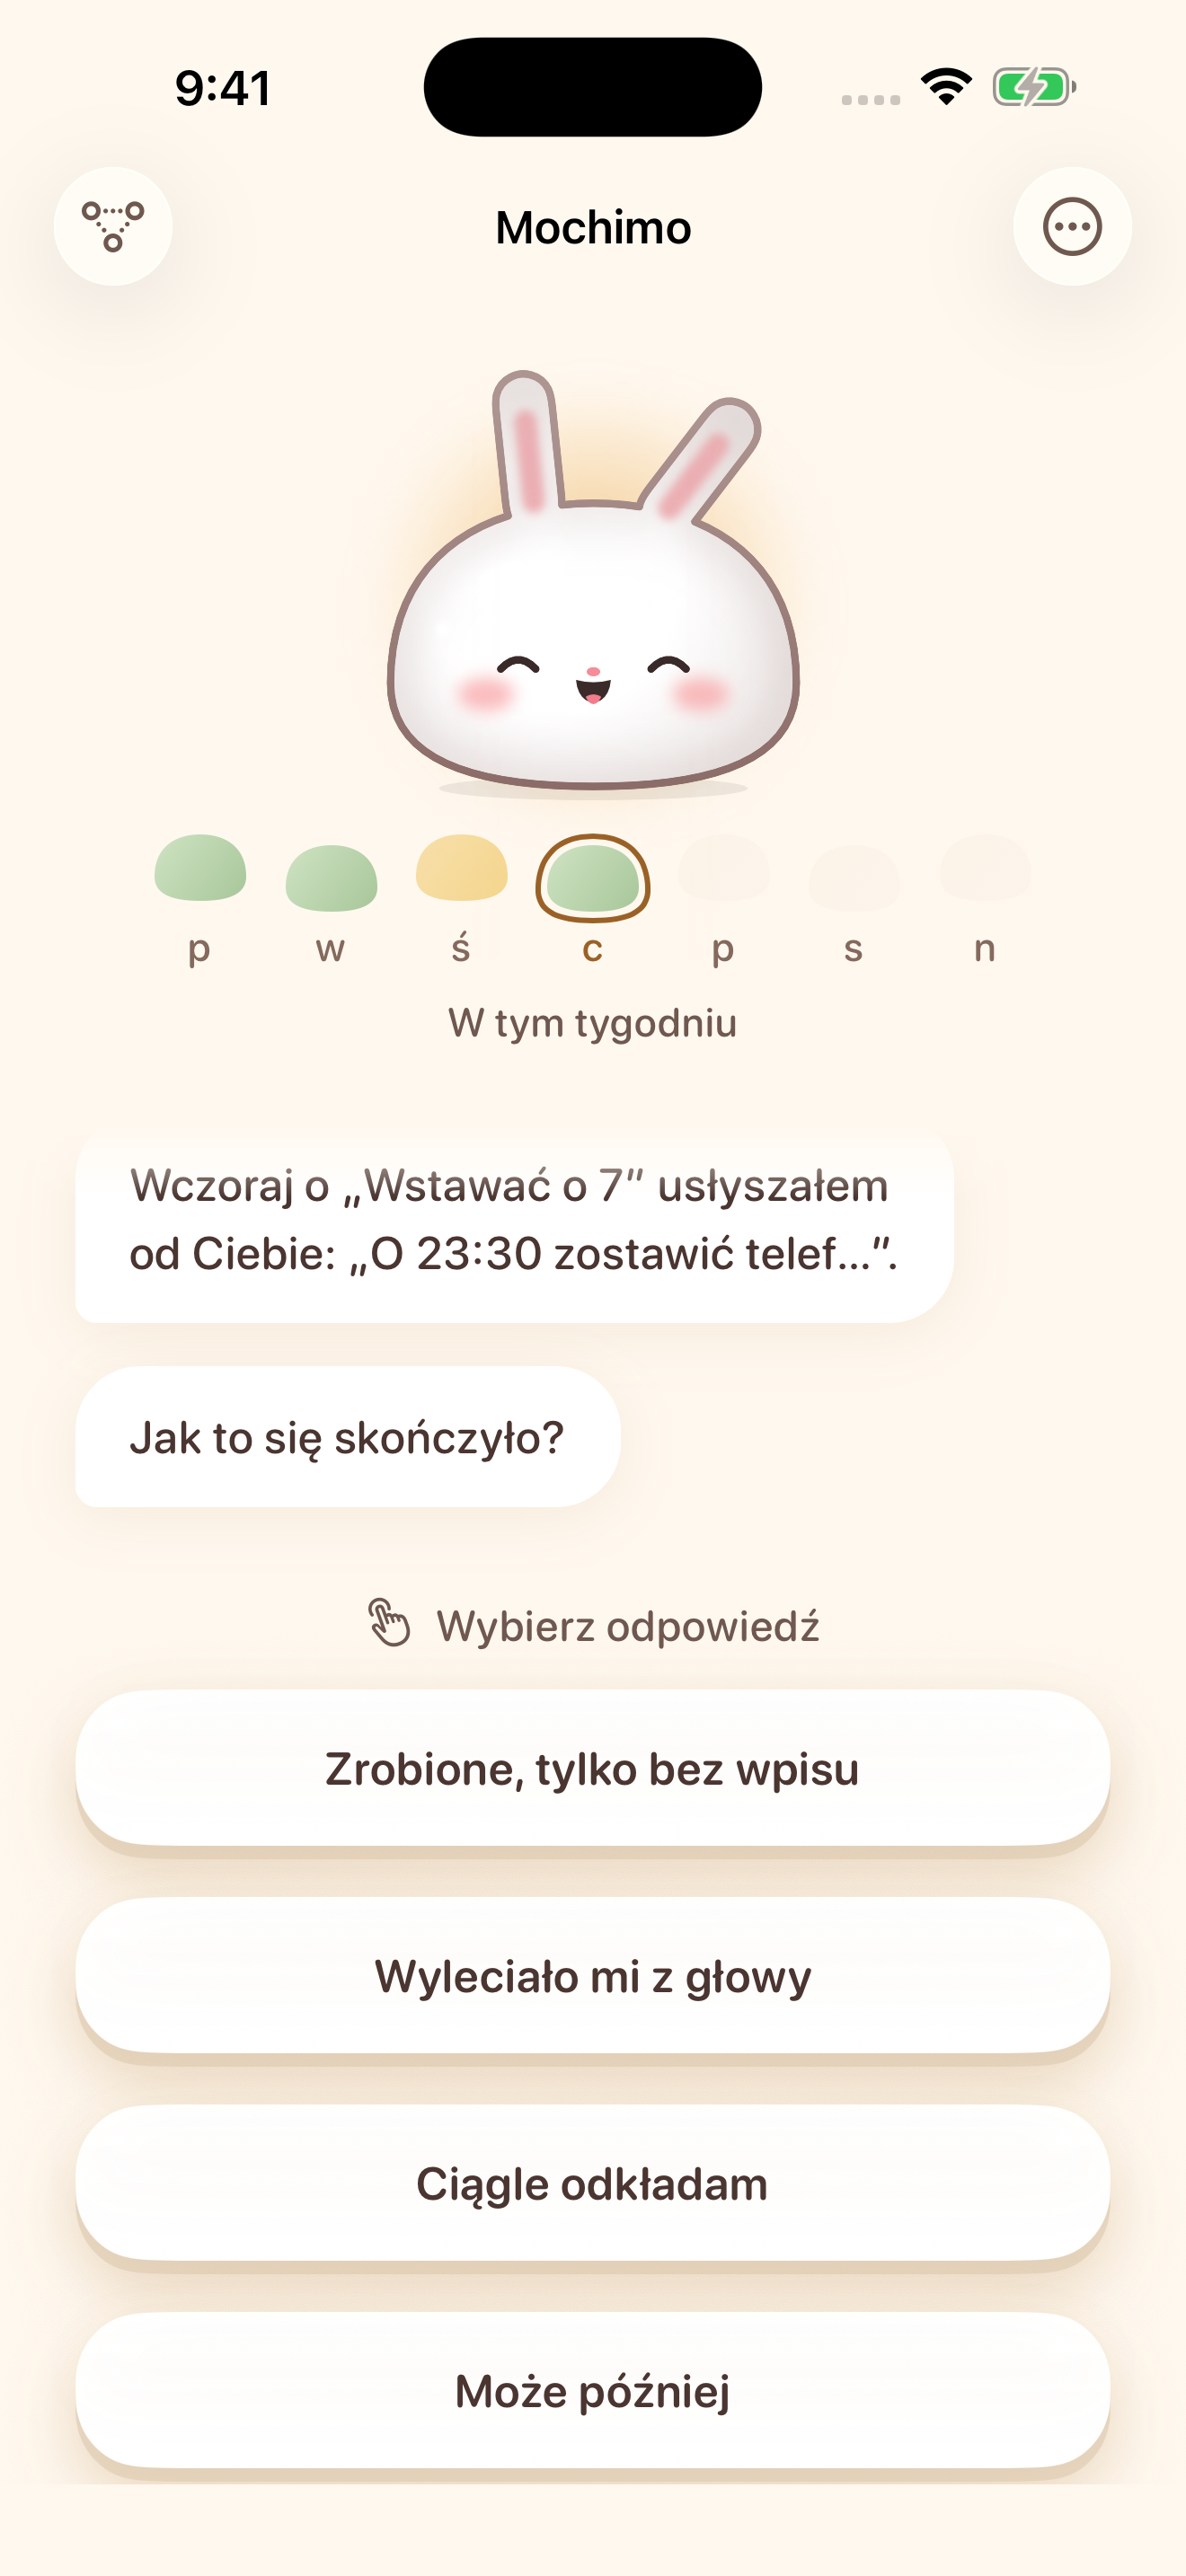 9:41
Mochimo
p w ś c p s n
W tym tygodniu
Wczoraj o „Wstawać o 7” usłyszałem
od Ciebie: „O 23:30 zostawić telef…”.
Jak to się skończyło?
Wybierz odpowiedź
Zrobione, tylko bez wpisu
Wyleciało mi z głowy
Ciągle odkładam
Może później